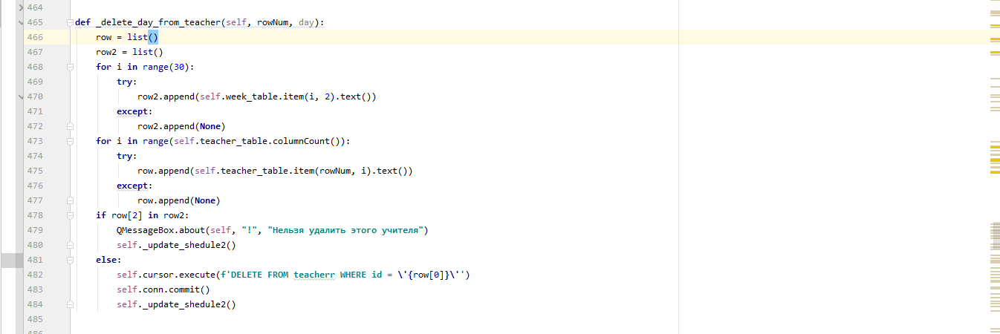 464
465 def _delete_day_from_teacher(self, rowNum, day):
466 row = list()
467 row2 = list()
468 for i in range(30):
469 try:
470 row2.append(self.week_table.item(i, 2).text())
471 except:
472 row2.append(None)
473 for i in range(self.teacher_table.columnCount()):
474 try:
475 row.append(self.teacher_table.item(rowNum, i).text())
476 except:
477 row.append(None)
478 if row[2] in row2:
479 QMessageBox.about(self, "!", "Нельзя удалить этого учителя")
480 self._update_shedule2()
481 else:
482 self.cursor.execute(f'DELETE FROM teacherr WHERE id = \'{row[0]}\'')
483 self.conn.commit()
484 self._update_shedule2()
485
486